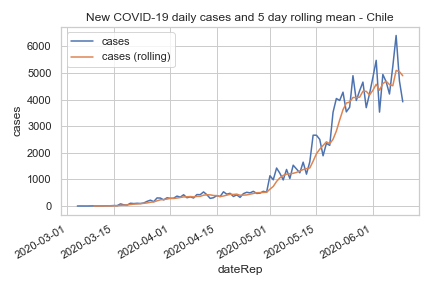 New COVID-19 daily cases and 5 day rolling mean - Chile
cases
cases (rolling)
6000
5000
4000
3000
2000
1000
0
cases
2020-03-01
2020-03-15
2020-04-01
2020-04-15
2020-05-01
2020-05-15
2020-06-01
dateRep